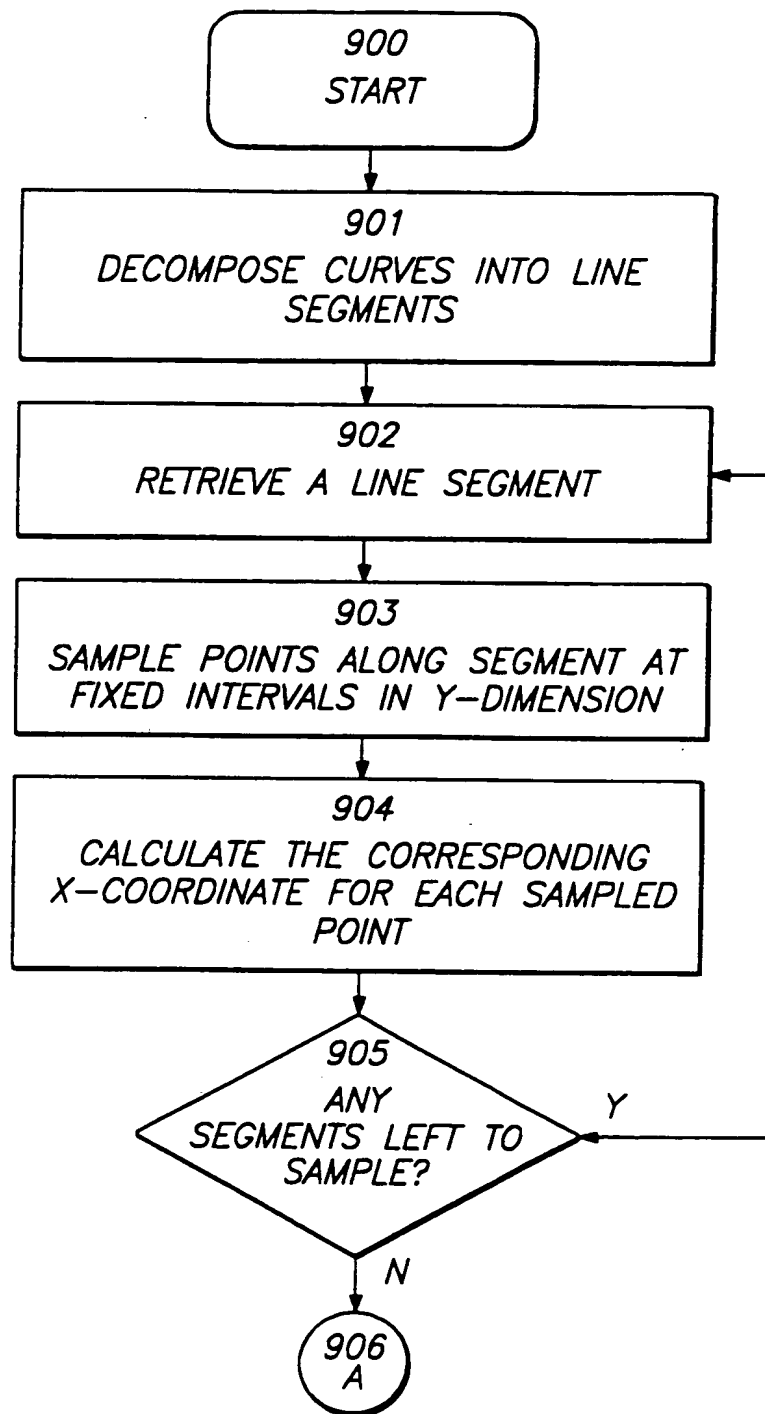 900
START
901
DECOMPOSE CURVES INTO LINE
SEGMENTS
902
RETRIEVE A LINE SEGMENT
903
SAMPLE POINTS ALONG SEGMENT AT
FIXED INTERVALS IN Y-DIMENSION
904
CALCULATE THE CORRESPONDING
X-COORDINATE FOR EACH SAMPLED
POINT
905
ANY
SEGMENTS LEFT TO
SAMPLE?
Y
N
906
A